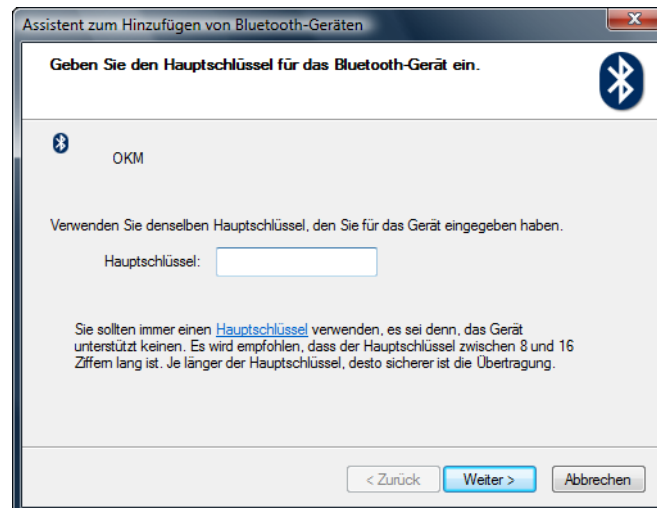 Assistent zum Hinzufügen von Bluetooth-Geräten
Geben Sie den Hauptschlüssel für das Bluetooth-Gerät ein.
OKM
Verwenden Sie denselben Hauptschlüssel, den Sie für das Gerät eingegeben haben.
Hauptschlüssel:
Sie sollten immer einen Hauptschlüssel verwenden, es sei denn, das Gerät
unterstützt keinen. Es wird empfohlen, dass der Hauptschlüssel zwischen 8 und 16
Ziffern lang ist. Je länger der Hauptschlüssel, desto sicherer ist die Übertragung.
< Zurück
Weiter >
Abbrechen